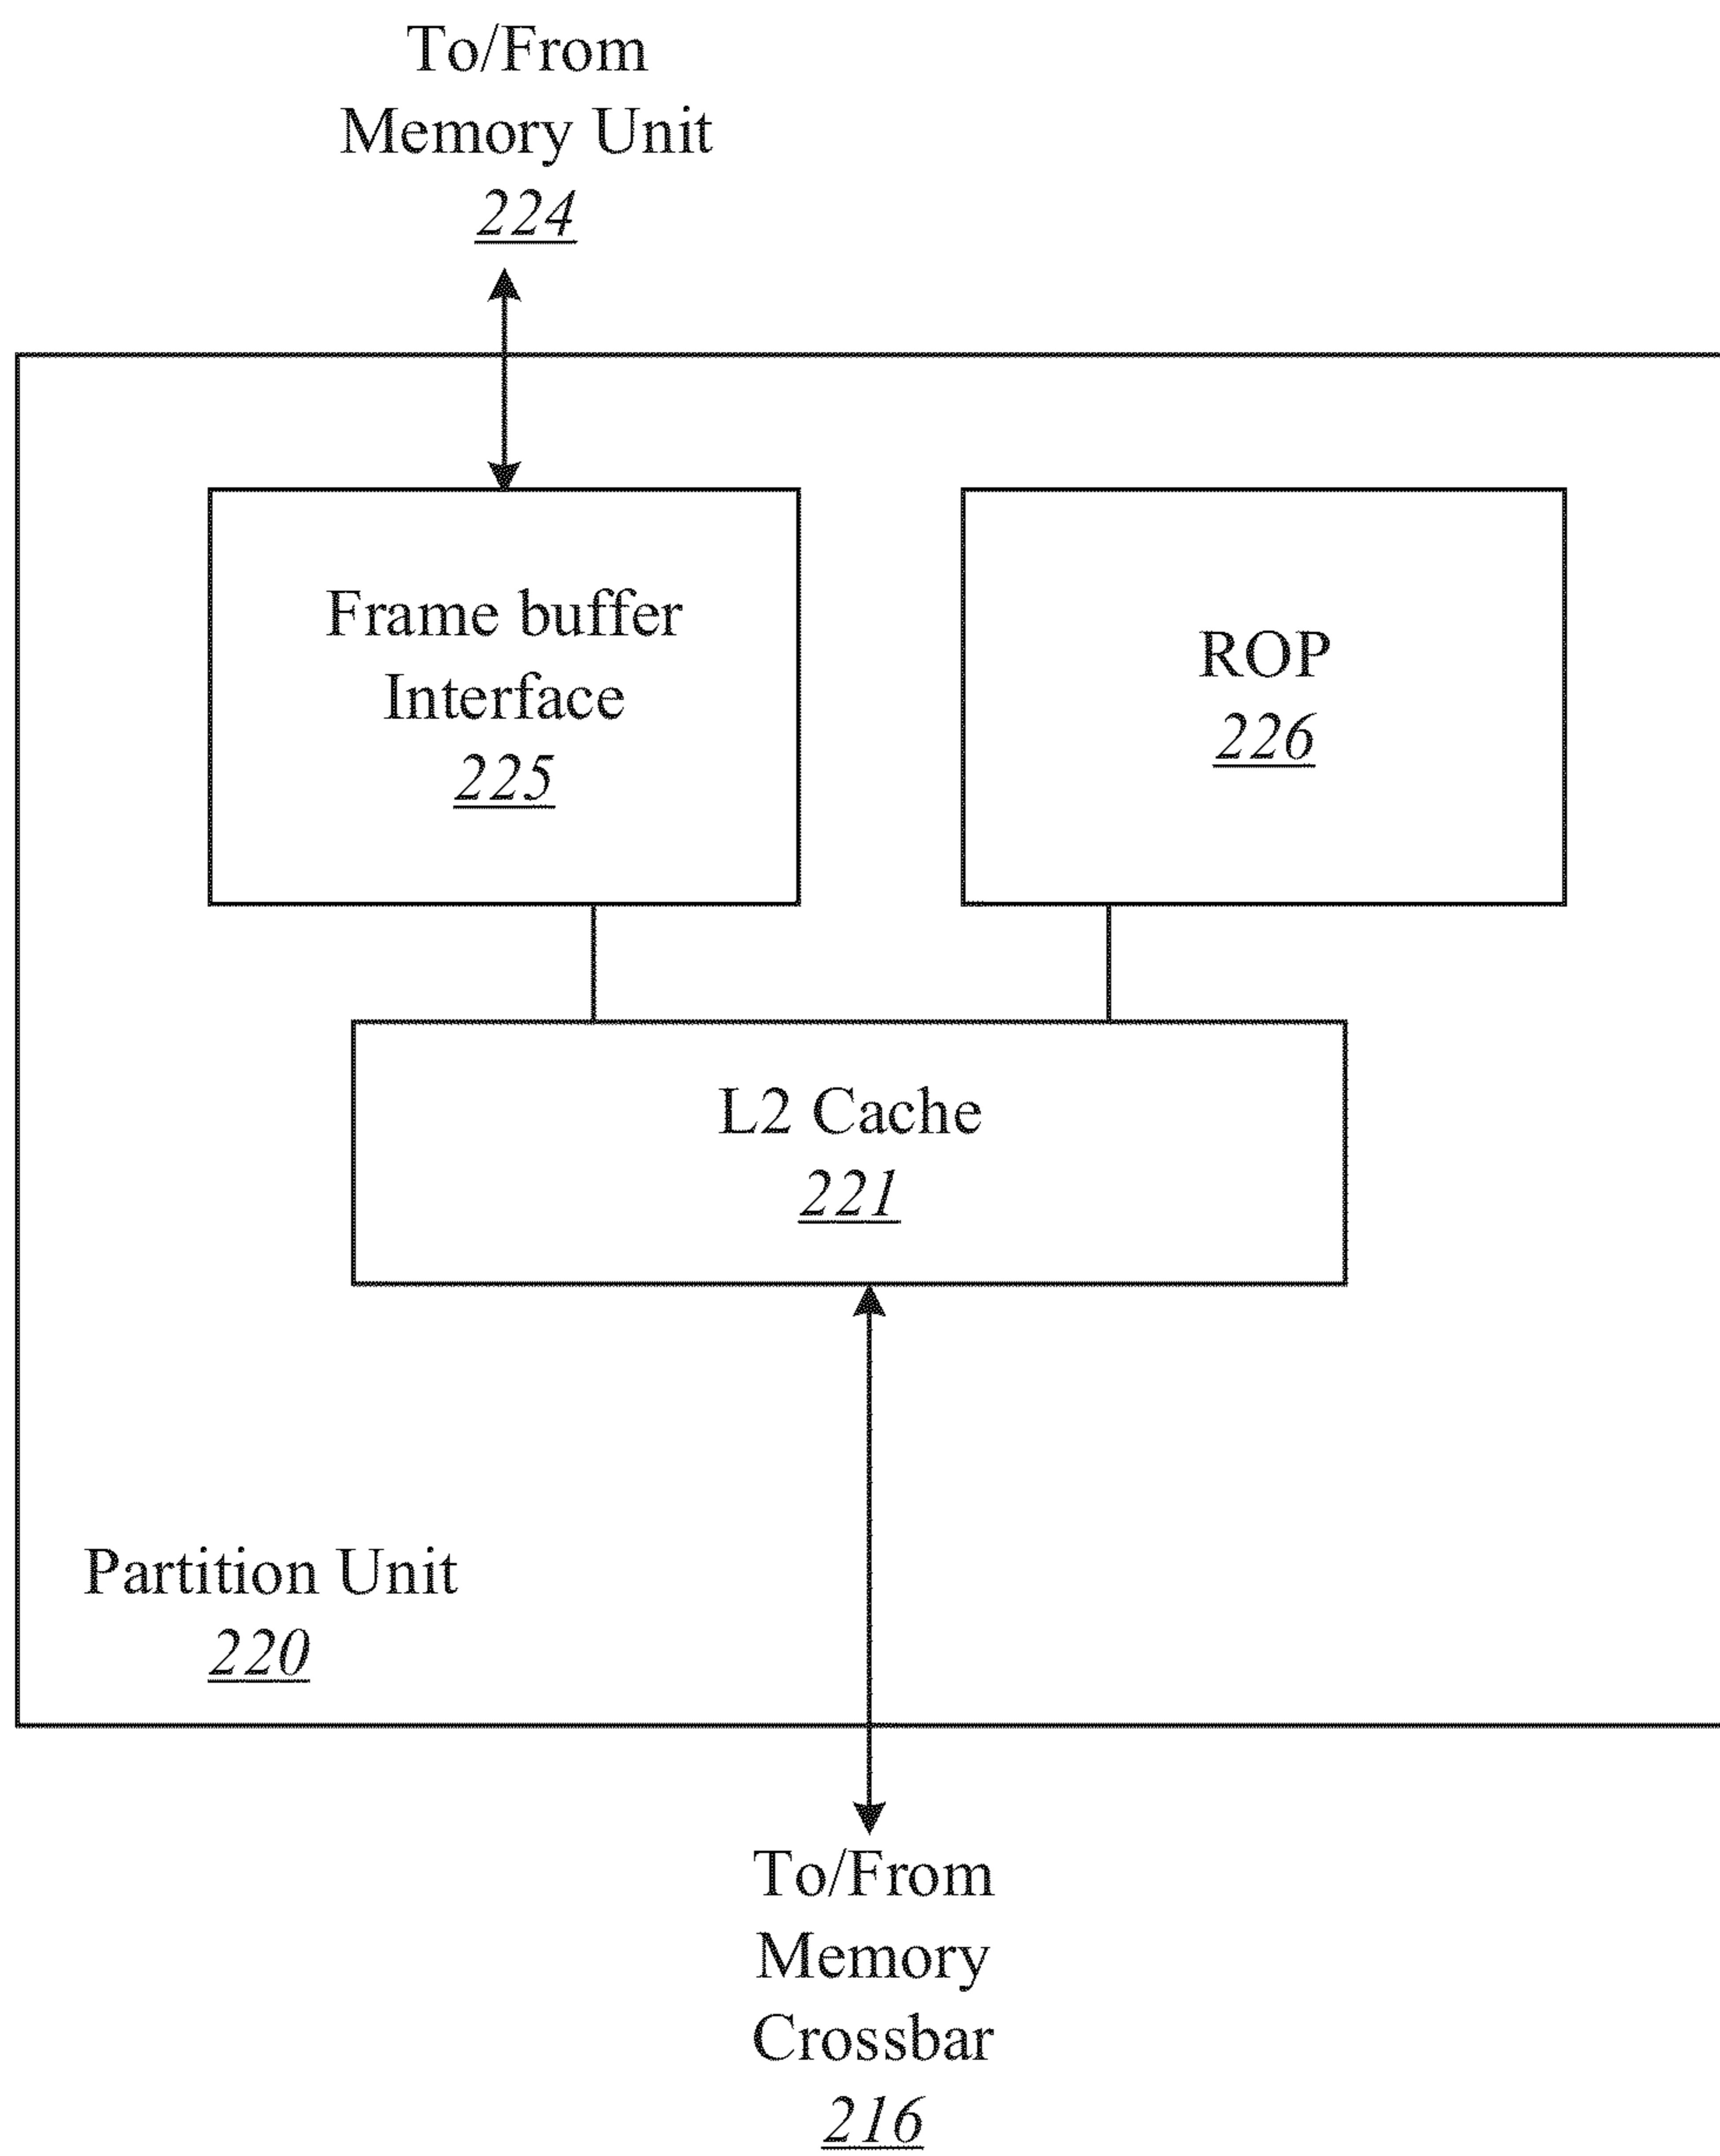 To/From
Memory Unit
224
Frame buffer
Interface
225
ROP
226
L2 Cache
221
Partition Unit
220
To/From
Memory
Crossbar
216